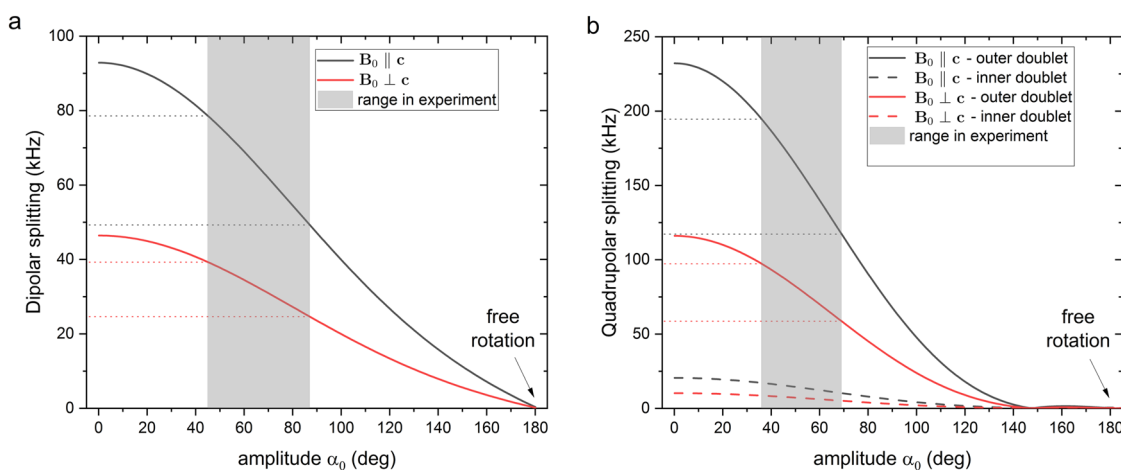 a
100
80
60
40
20
0
Dipolar splitting (kHz)
B₀ ∥ c
B₀ ⊥ c
range in experiment
free
rotation
0 20 40 60 80 100 120 140 160 180
amplitude α₀ (deg)
b
250
200
150
100
50
0
Quadrupolar splitting (kHz)
B₀ ∥ c - outer doublet
B₀ ∥ c - inner doublet
B₀ ⊥ c - outer doublet
B₀ ⊥ c - inner doublet
range in experiment
free
rotation
0 20 40 60 80 100 120 140 160 180
amplitude α₀ (deg)